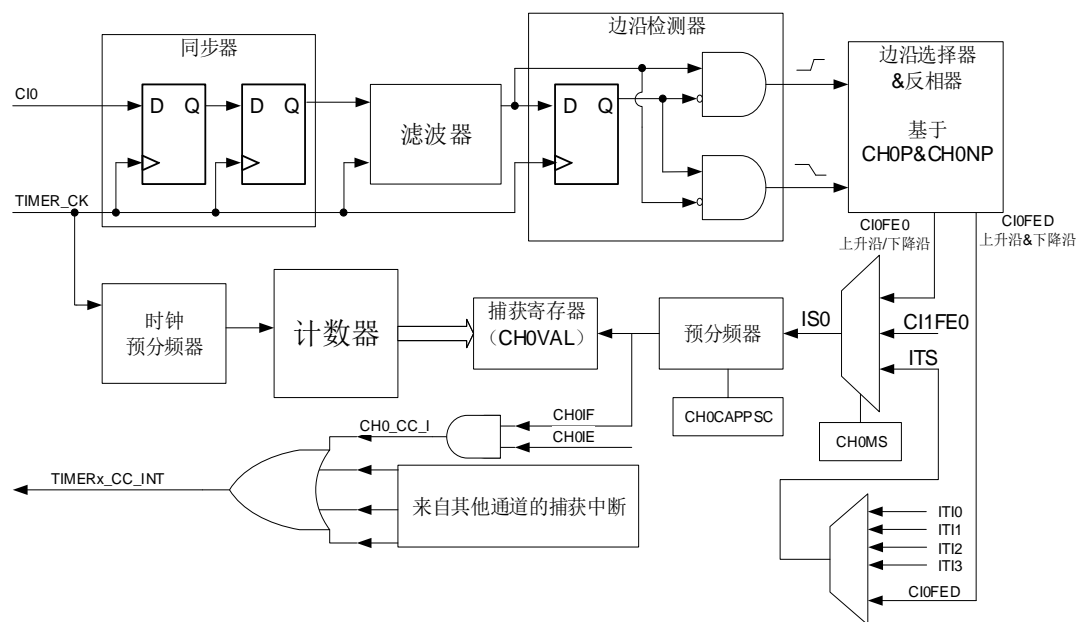 同步器
边沿检测器
CI0
D Q
D Q
滤波器
D Q
边沿选择器
&反相器
基于
CH0P&CH0NP
TIMER_CK
CI0FE0
上升沿/下降沿
CI0FED
上升沿&下降沿
时钟
预分频器
计数器
捕获寄存器
（CH0VAL）
预分频器
IS0
CI1FE0
ITS
CH0CAPPSC
CH0MS
CH0_CC_I
CH0IF
CH0IE
TIMERx_CC_INT
来自其他通道的捕获中断
ITI0
ITI1
ITI2
ITI3
CI0FED